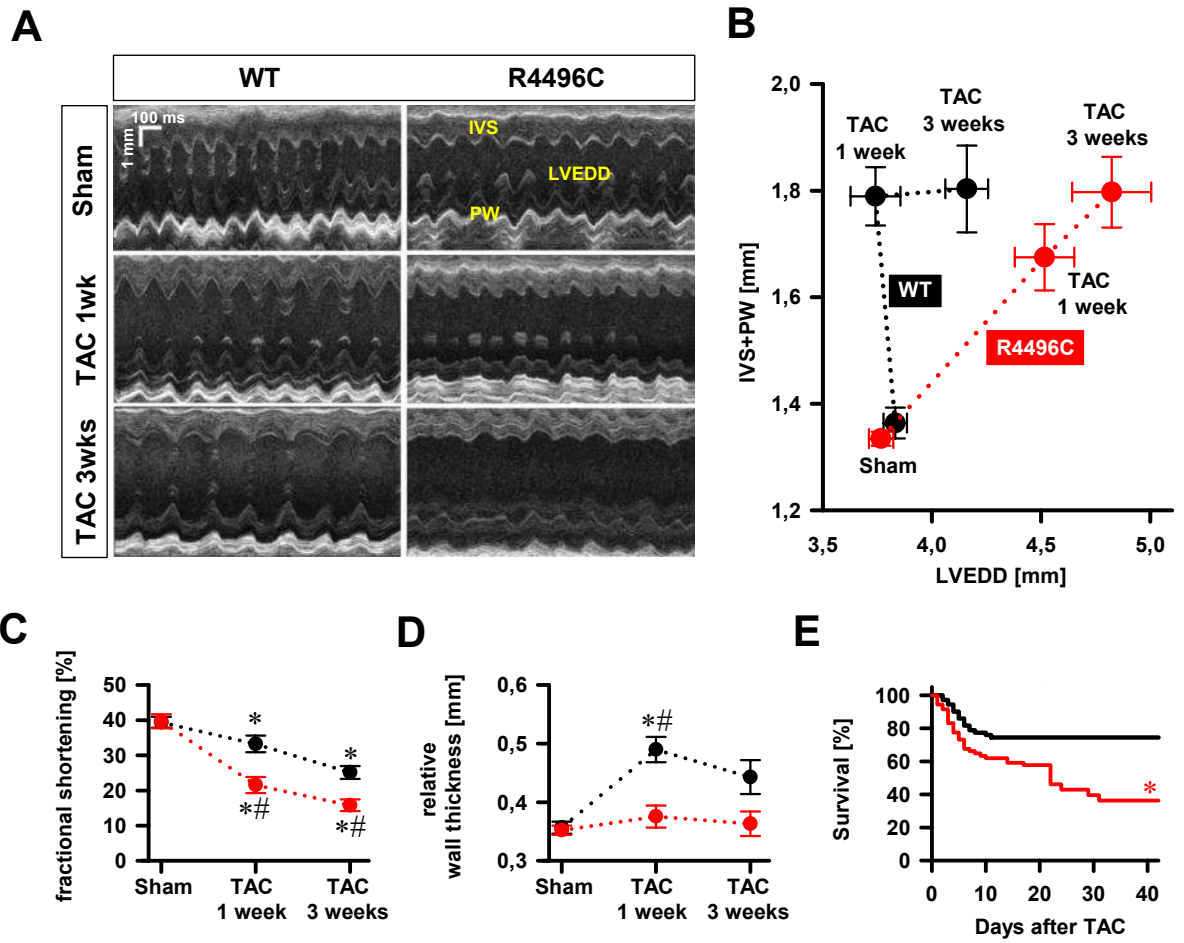 A
WT
R4496C
Sham
TAC 1wk
TAC 3wks
100 ms
1 mm
IVS
LVEDD
PW
B
2,0
1,8
1,6
1,4
1,2
IVS+PW [mm]
TAC
1 week
TAC
3 weeks
TAC
3 weeks
TAC
1 week
WT
R4496C
Sham
3,5
4,0
4,5
5,0
LVEDD [mm]
C
fractional shortening [%]
50
40
30
20
10
0
*
*
*#
*#
Sham
TAC
1 week
TAC
3 weeks
D
relative
wall thickness [mm]
0,6
0,5
0,4
0,3
*#
Sham
TAC
1 week
TAC
3 weeks
E
Survival [%]
100
80
60
40
20
0
*
0
10
20
30
40
Days after TAC